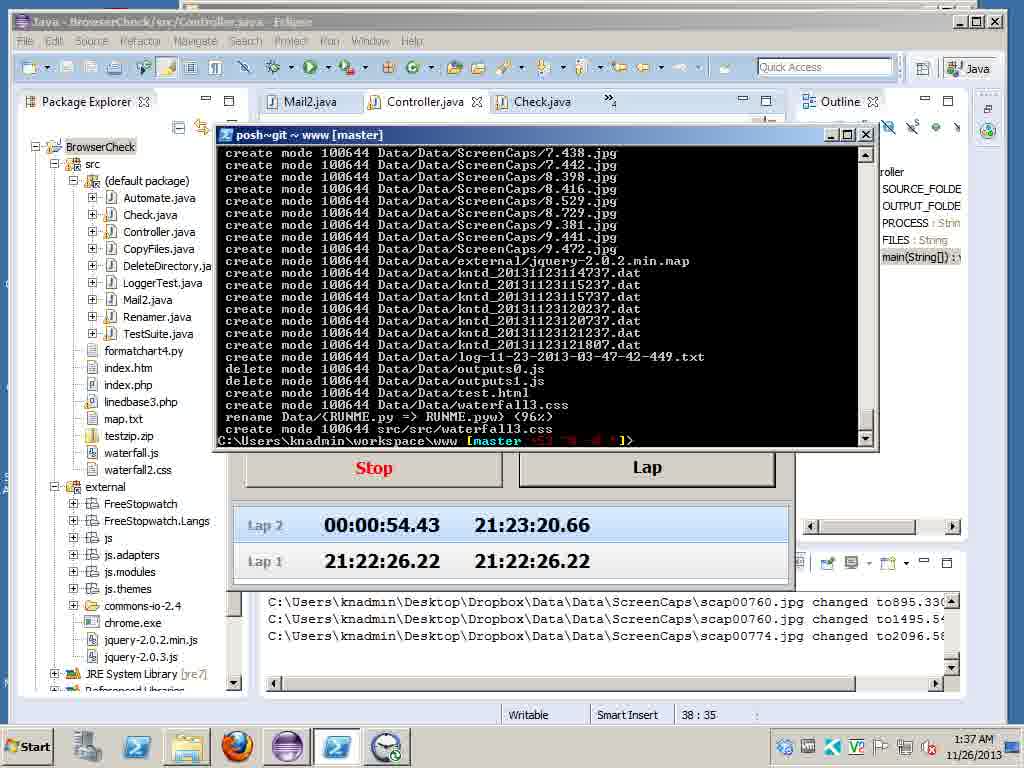 Java - BrowserCheck/src/Controller.java - Eclipse
File Edit Source Refactor Navigate Search Project Run Window Help
Quick Access
Java
Package Explorer
Mail2.java
Controller.java
Check.java
»4
Outline
BrowserCheck
src
(default package)
Automate.java
Check.java
Controller.java
CopyFiles.java
DeleteDirectory.ja
LoggerTest.java
Mail2.java
Renamer.java
TestSuite.java
formatchart4.py
index.htm
index.php
linedbase3.php
map.txt
testzip.zip
waterfall.js
waterfall2.css
external
FreeStopwatch
FreeStopwatch.Langs
js
js.adapters
js.modules
js.themes
commons-io-2.4
chrome.exe
jquery-2.0.2.min.js
jquery-2.0.3.js
JRE System Library [jre7]
Referenced Libraries
posh~git ~ www [master]
create mode 100644 Data/Data/ScreenCaps/7.438.jpg
create mode 100644 Data/Data/ScreenCaps/7.442.jpg
create mode 100644 Data/Data/ScreenCaps/8.398.jpg
create mode 100644 Data/Data/ScreenCaps/8.416.jpg
create mode 100644 Data/Data/ScreenCaps/8.529.jpg
create mode 100644 Data/Data/ScreenCaps/8.729.jpg
create mode 100644 Data/Data/ScreenCaps/9.381.jpg
create mode 100644 Data/Data/ScreenCaps/9.441.jpg
create mode 100644 Data/Data/ScreenCaps/9.472.jpg
create mode 100644 Data/Data/external/jquery-2.0.2.min.map
create mode 100644 Data/Data/kntd_20131123114737.dat
create mode 100644 Data/Data/kntd_20131123115237.dat
create mode 100644 Data/Data/kntd_20131123115737.dat
create mode 100644 Data/Data/kntd_20131123120237.dat
create mode 100644 Data/Data/kntd_20131123120737.dat
create mode 100644 Data/Data/kntd_20131123121237.dat
create mode 100644 Data/Data/kntd_20131123121807.dat
create mode 100644 Data/Data/log-11-23-2013-03-47-42-449.txt
delete mode 100644 Data/Data/outputs0.js
delete mode 100644 Data/Data/outputs1.js
create mode 100644 Data/Data/test.html
create mode 100644 Data/Data/waterfall3.css
rename Data/{RUNME.py => RUNME.pyw} (96%)
create mode 100644 src/src/waterfall3.css
C:\Users\knadmin\workspace\www [master ]>
roller
SOURCE_FOLDE
OUTPUT_FOLDE
PROCESS : Strin
FILES : String
main(String[]) : v
Stop
Lap
Lap 2 00:00:54.43 21:23:20.66
Lap 1 21:22:26.22 21:22:26.22
C:\Users\knadmin\Desktop\Dropbox\Data\Data\ScreenCaps\scap00760.jpg changed to895.330
C:\Users\knadmin\Desktop\Dropbox\Data\Data\ScreenCaps\scap00760.jpg changed to1495.54
C:\Users\knadmin\Desktop\Dropbox\Data\Data\ScreenCaps\scap00774.jpg changed to2096.58
Writable
Smart Insert
38 : 35
Start
1:37 AM
11/26/2013